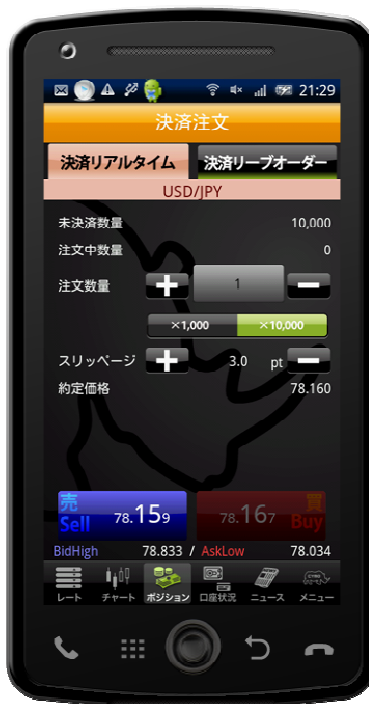 21:29
決済注文
決済リアルタイム 決済リーブオーダー
USD/JPY
未決済数量 10,000
注文中数量 0
注文数量 1
×1,000 ×10,000
スリッページ 3.0 pt
約定価格 78.160
売 Sell 78.159 78.167 買 Buy
BidHigh 78.833 / AskLow 78.034
レート チャート ポジション 口座状況 ニュース メニュー